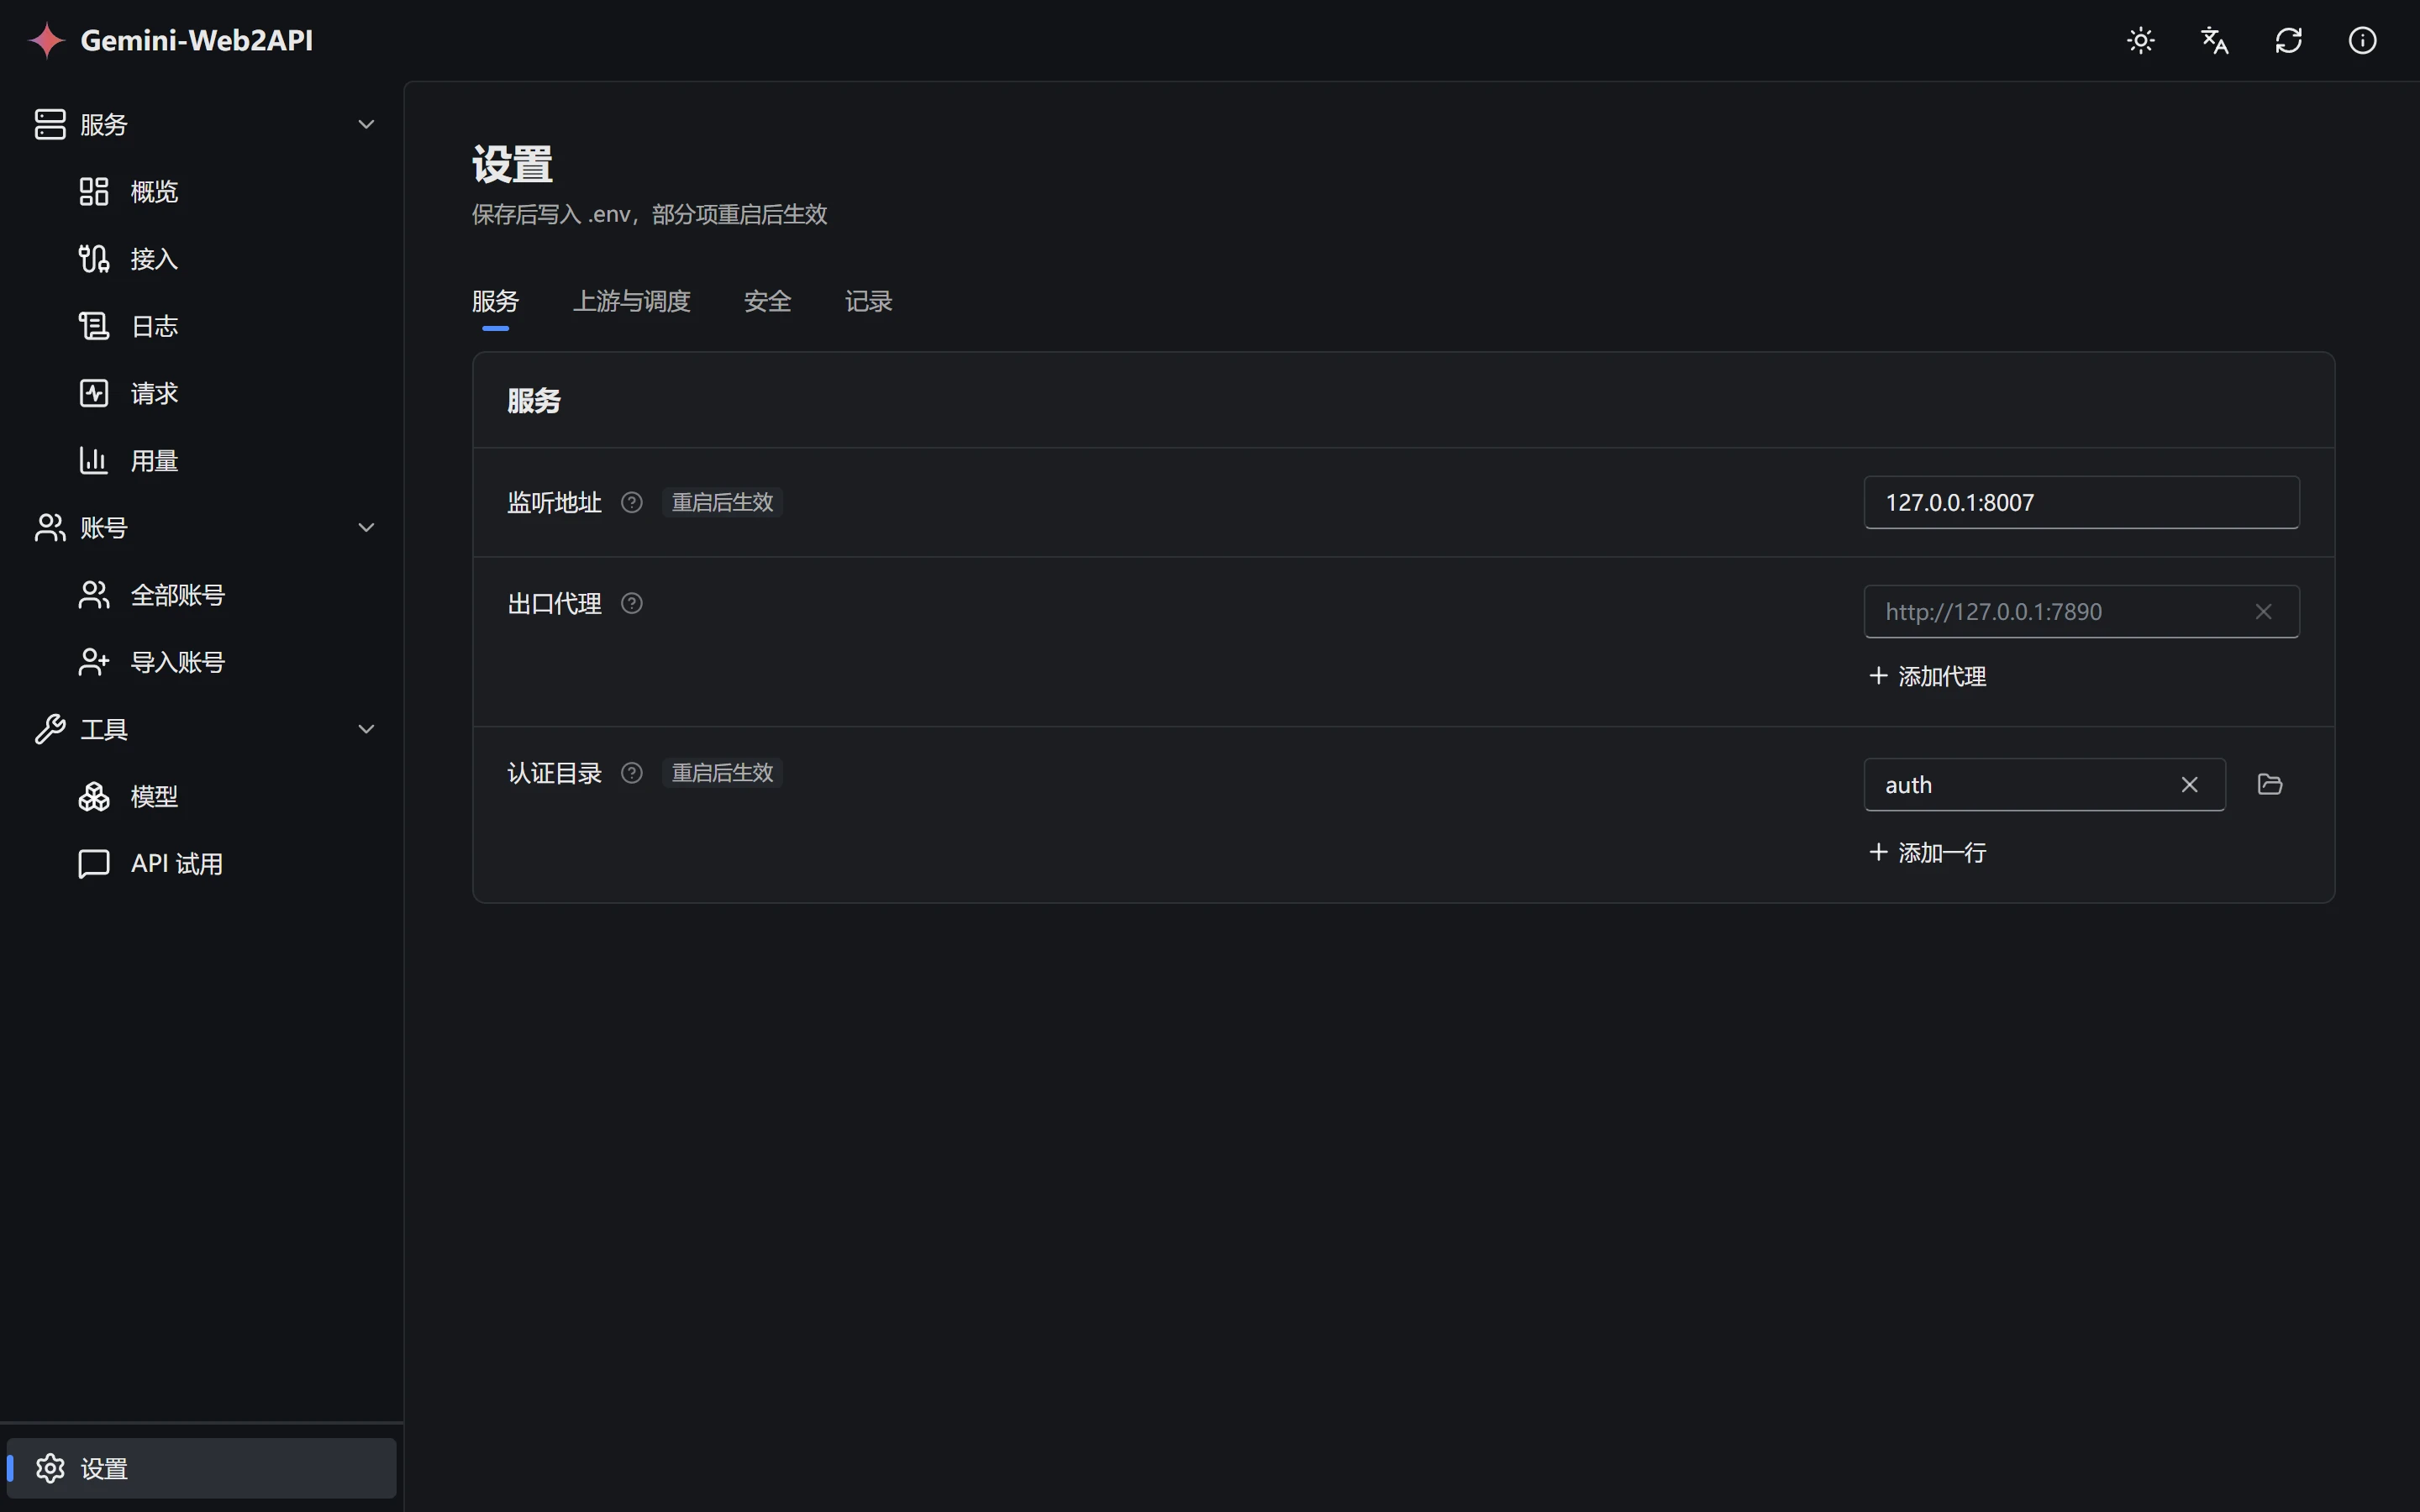 Gemini-Web2API
服务
概览
接入
日志
请求
用量
账号
全部账号
导入账号
工具
模型
API 试用
设置
设置
保存后写入 .env，部分项重启后生效
服务 上游与调度 安全 记录
服务
监听地址 重启后生效 127.0.0.1:8007
出口代理 http://127.0.0.1:7890
添加代理
认证目录 重启后生效 auth
添加一行